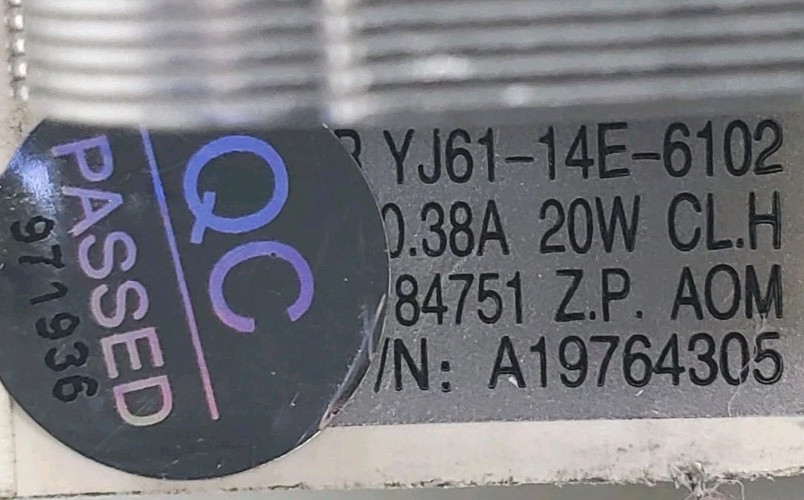 YJ61-14E-6102
0.38A 20W CL.H
84751 Z.P. AOM
/N: A19764305
QC
PASSED
971936